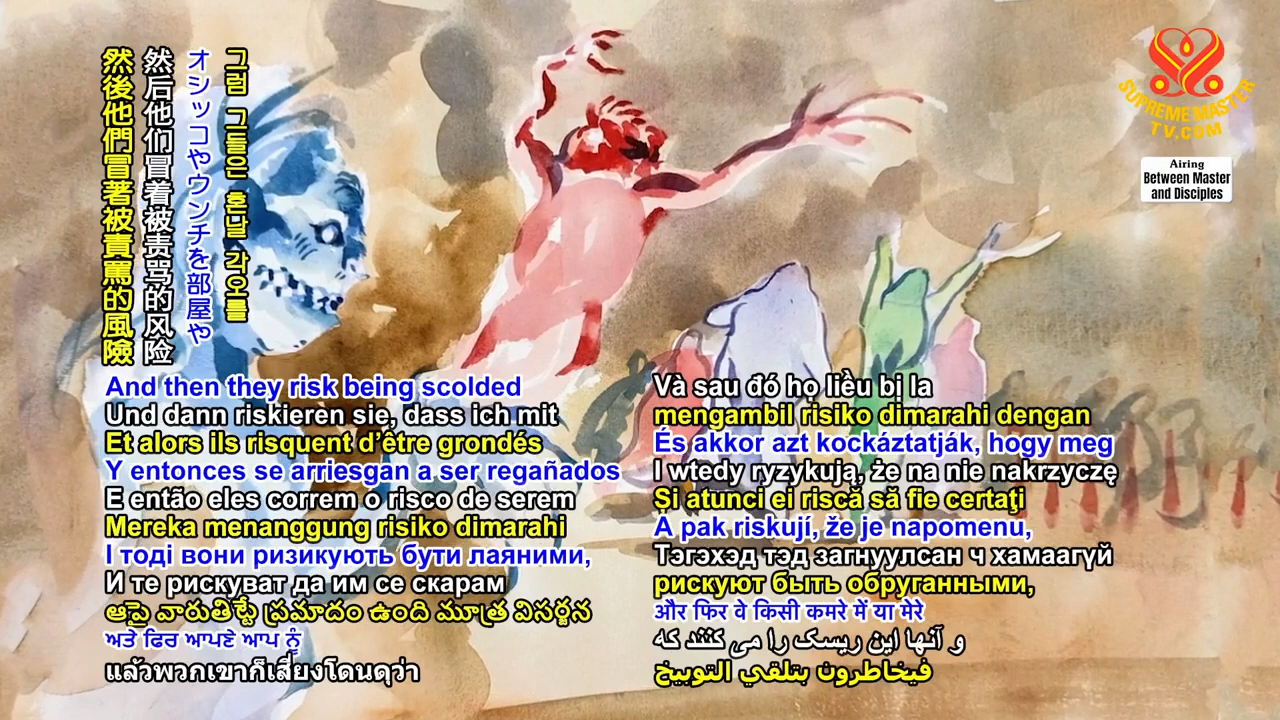 然後他們冒著被責罵的風險
然后他们冒着被责骂的风险
オシッコやウンチを部屋や
그럼 그들은 혼날 각오를
And then they risk being scolded
Und dann riskieren sie, dass ich mit
Et alors ils risquent d’être grondés
Y entonces se arriesgan a ser regañados
E então eles correm o risco de serem
Mereka menanggung risiko dimarahi
І тоді вони ризикують бути лаяними,
И те рискуват да им се скарам
ఆపై వారుతిట్టే ప్రమాదం ఉంది మూత్ర విసర్జన
ਅਤੇ ਫਿਰ ਆਪਣੇ ਆਪ ਨੂੰ
แล้วพวกเขาก็เสี่ยงโดนดุว่า
Và sau đó họ liều bị la
mengambil risiko dimarahi dengan
És akkor azt kockáztatják, hogy meg
I wtedy ryzykują, że na nie nakrzyczę
Și atunci ei riscă să fie certaţi
A pak riskují, že je napomenu,
Тэгэхэд тэд загнуулсан ч хамаагүй
рискуют быть обруганными,
और फिर वे किसी कमरे में या मेरे
و آنها این ریسک را می کنند که
فيخاطرون بتلقي التوبيخ
SUPREME MASTER
TV.COM
Airing
Between Master
and Disciples